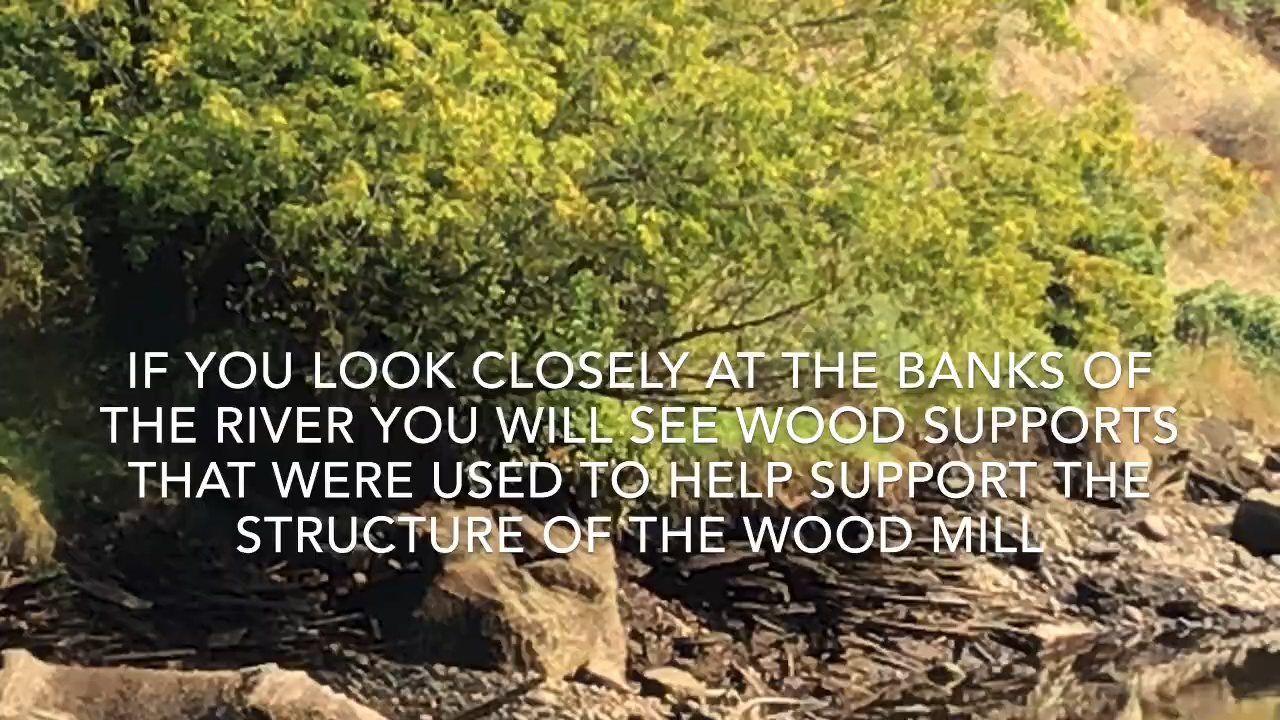 IF YOU LOOK CLOSELY AT THE BANKS OF
THE RIVER YOU WILL SEE WOOD SUPPORTS
THAT WERE USED TO HELP SUPPORT THE
STRUCTURE OF THE WOOD MILL